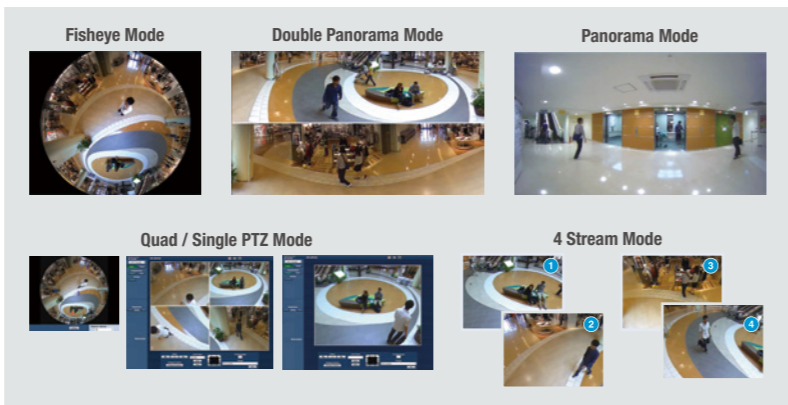 Fisheye Mode
Double Panorama Mode
Panorama Mode
Quad / Single PTZ Mode
4 Stream Mode
1
2
3
4